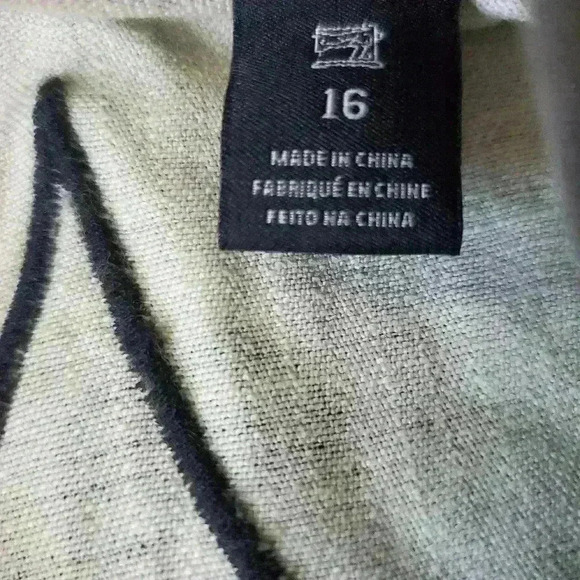 16
MADE IN CHINA
FABRIQUÉ EN CHINE
FEITO NA CHINA